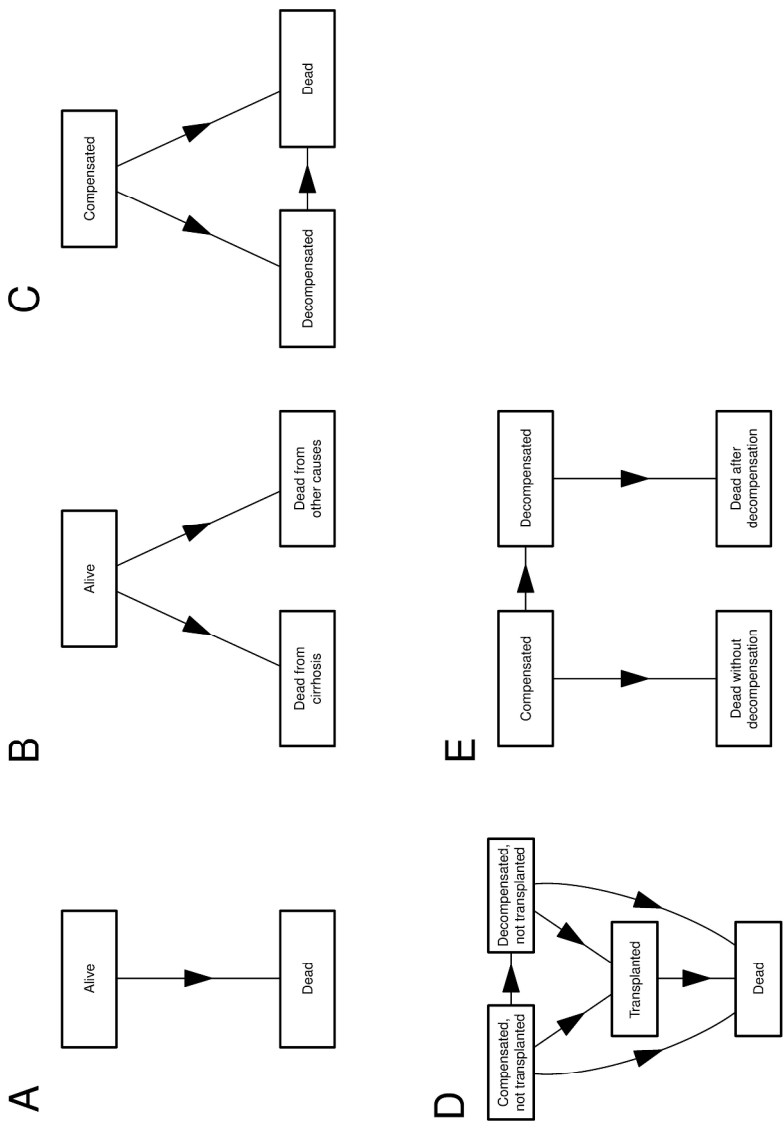 A
Alive
Dead
B
Alive
Dead from
cirrhosis
Dead from
other causes
C
Compensated
Decompensated
Dead
D
Compensated,
not transplanted
Decompensated,
not transplanted
Transplanted
Dead
E
Compensated
Decompensated
Dead without
decompensation
Dead after
decompensation